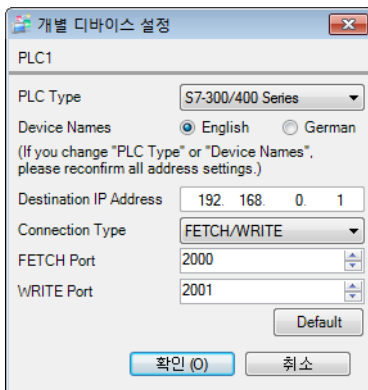 개별 디바이스 설정
PLC1
PLC Type S7-300/400 Series
Device Names English German
(If you change "PLC Type" or "Device Names",
please reconfirm all address settings.)
Destination IP Address 192. 168. 0. 1
Connection Type FETCH/WRITE
FETCH Port 2000
WRITE Port 2001
Default
확인 (O) 취소